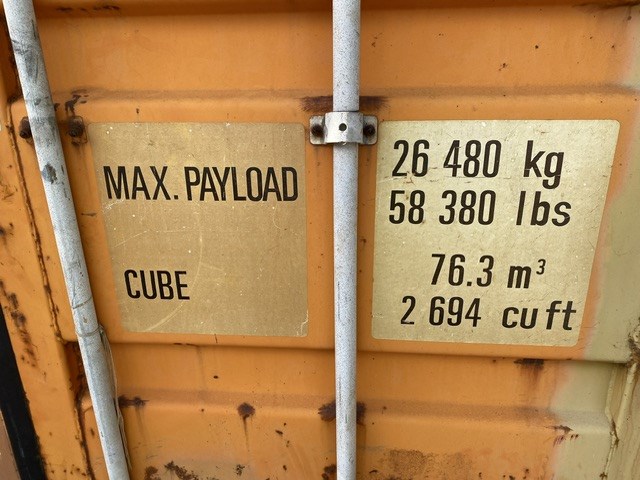 MAX. PAYLOAD 26 480 kg
58 380 lbs
CUBE 76.3 m³
2 694 cu ft